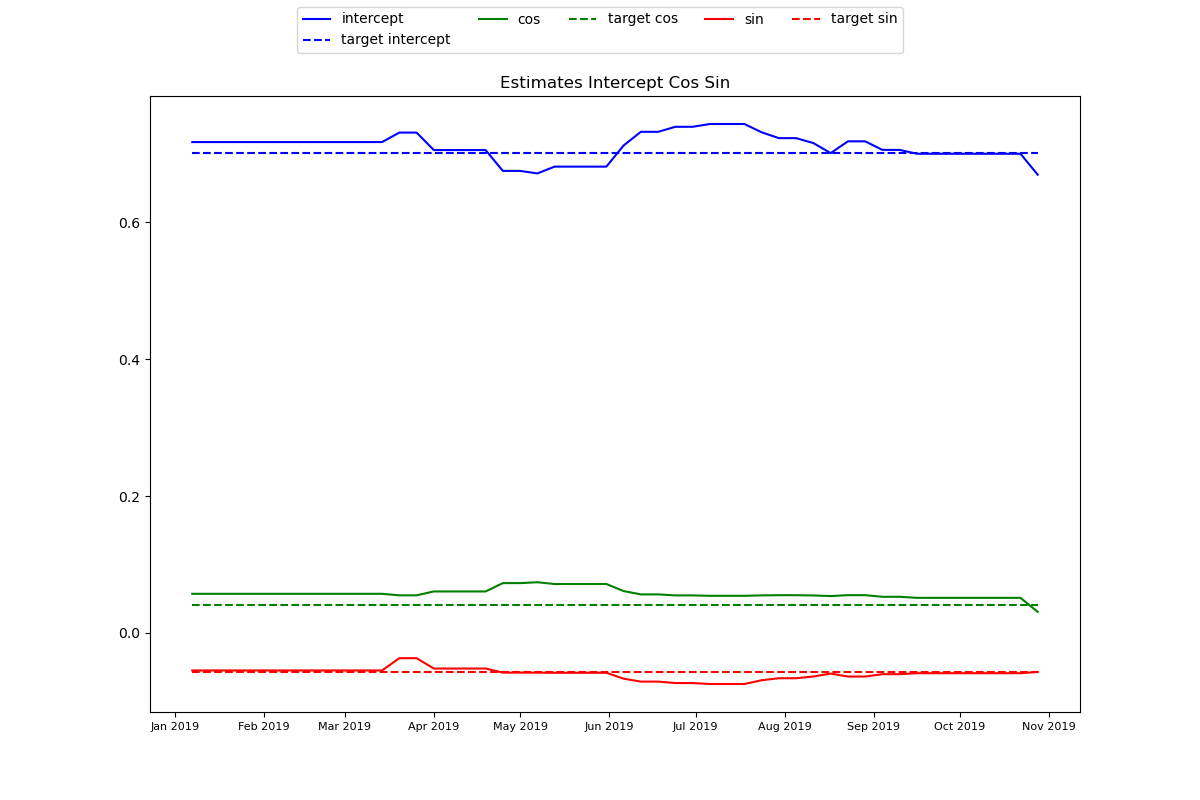 intercept cos target cos sin target sin
target intercept
Estimates Intercept Cos Sin
0.6
0.4
0.2
0.0
Jan 2019 Feb 2019 Mar 2019 Apr 2019 May 2019 Jun 2019 Jul 2019 Aug 2019 Sep 2019 Oct 2019 Nov 2019